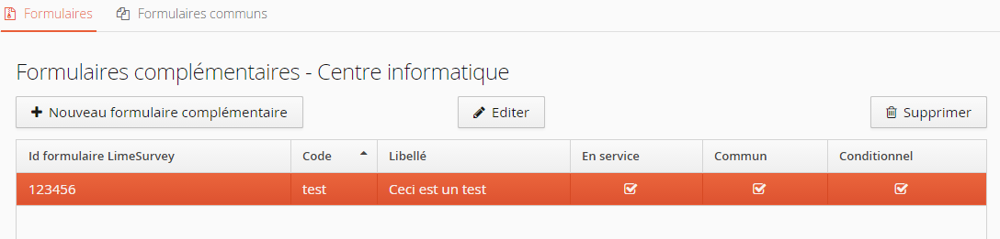 Formulaires Formulaires communs
Formulaires complémentaires - Centre informatique
Nouveau formulaire complémentaire Editer Supprimer
Id formulaire LimeSurvey Code Libellé En service Commun Conditionnel
123456 test Ceci est un test